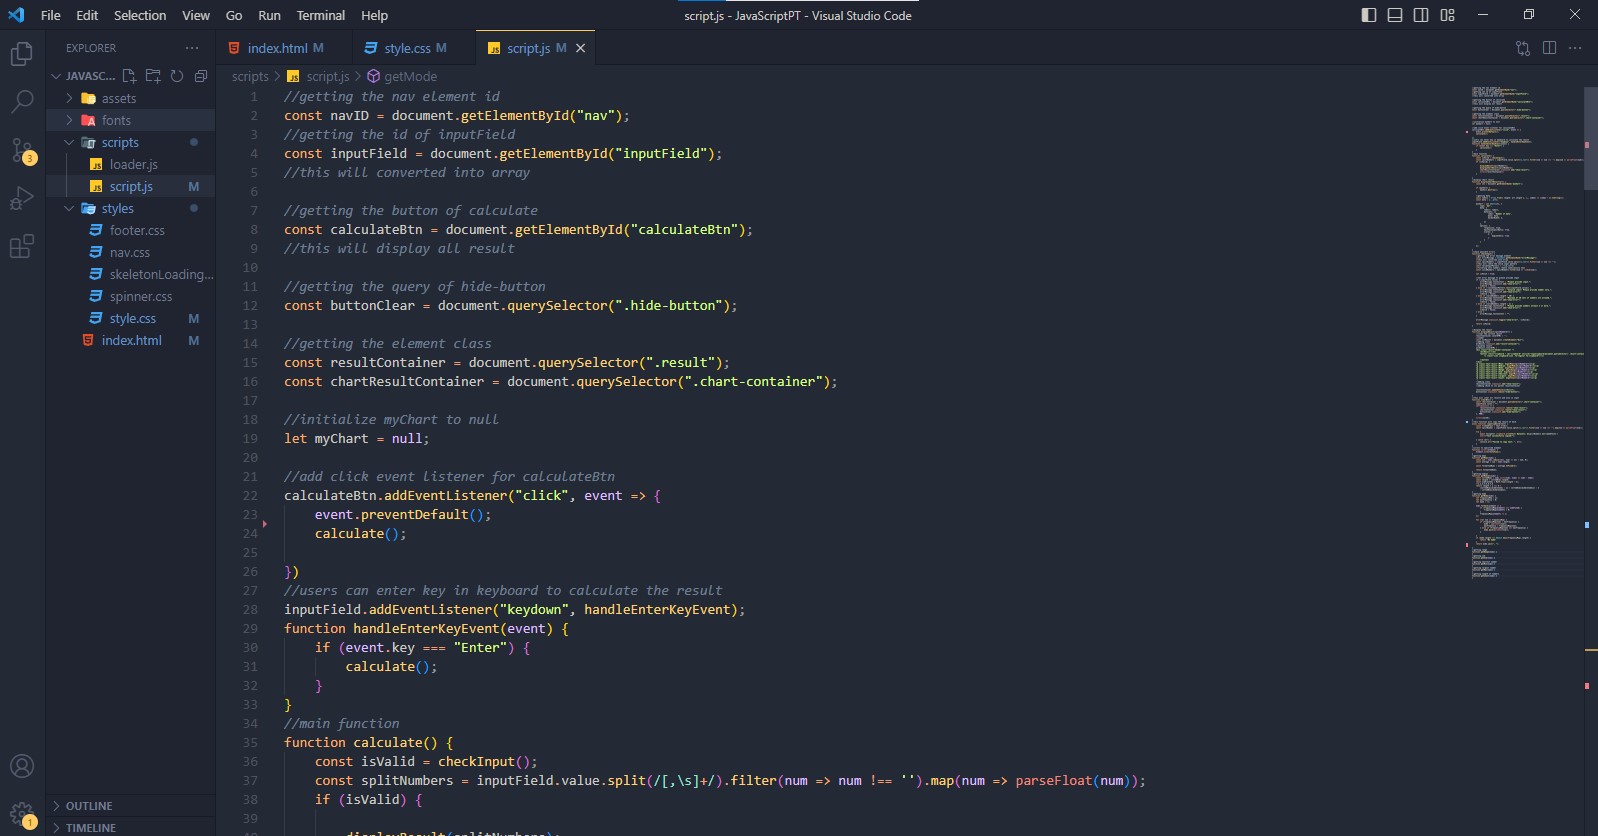 File Edit Selection View Go Run Terminal Help
script.js - JavaScriptPT - Visual Studio Code
EXPLORER
index.html M
style.css M
script.js M
JAVASC...
scripts > script.js > getMode
assets
fonts
scripts
loader.js
script.js M
styles
footer.css
nav.css
skeletonLoading...
spinner.css
style.css M
index.html M
OUTLINE
TIMELINE
3
1
1 //getting the nav element id
2 const navID = document.getElementById("nav");
3 //getting the id of inputField
4 const inputField = document.getElementById("inputField");
5 //this will converted into array
6
7 //getting the button of calculate
8 const calculateBtn = document.getElementById("calculateBtn");
9 //this will display all result
10
11 //getting the query of hide-button
12 const buttonClear = document.querySelector(".hide-button");
13
14 //getting the element class
15 const resultContainer = document.querySelector(".result");
16 const chartResultContainer = document.querySelector(".chart-container");
17
18 //initialize myChart to null
19 let myChart = null;
20
21 //add click event listener for calculateBtn
22 calculateBtn.addEventListener("click", event => {
23 event.preventDefault();
24 calculate();
25
26 })
27 //users can enter key in keyboard to calculate the result
28 inputField.addEventListener("keydown", handleEnterKeyEvent);
29 function handleEnterKeyEvent(event) {
30 if (event.key === "Enter") {
31 calculate();
32 }
33 }
34 //main function
35 function calculate() {
36 const isValid = checkInput();
37 const splitNumbers = inputField.value.split(/[,\s]+/).filter(num => num !== '').map(num => parseFloat(num));
38 if (isValid) {
39
40 displayResult(splitNumbers);